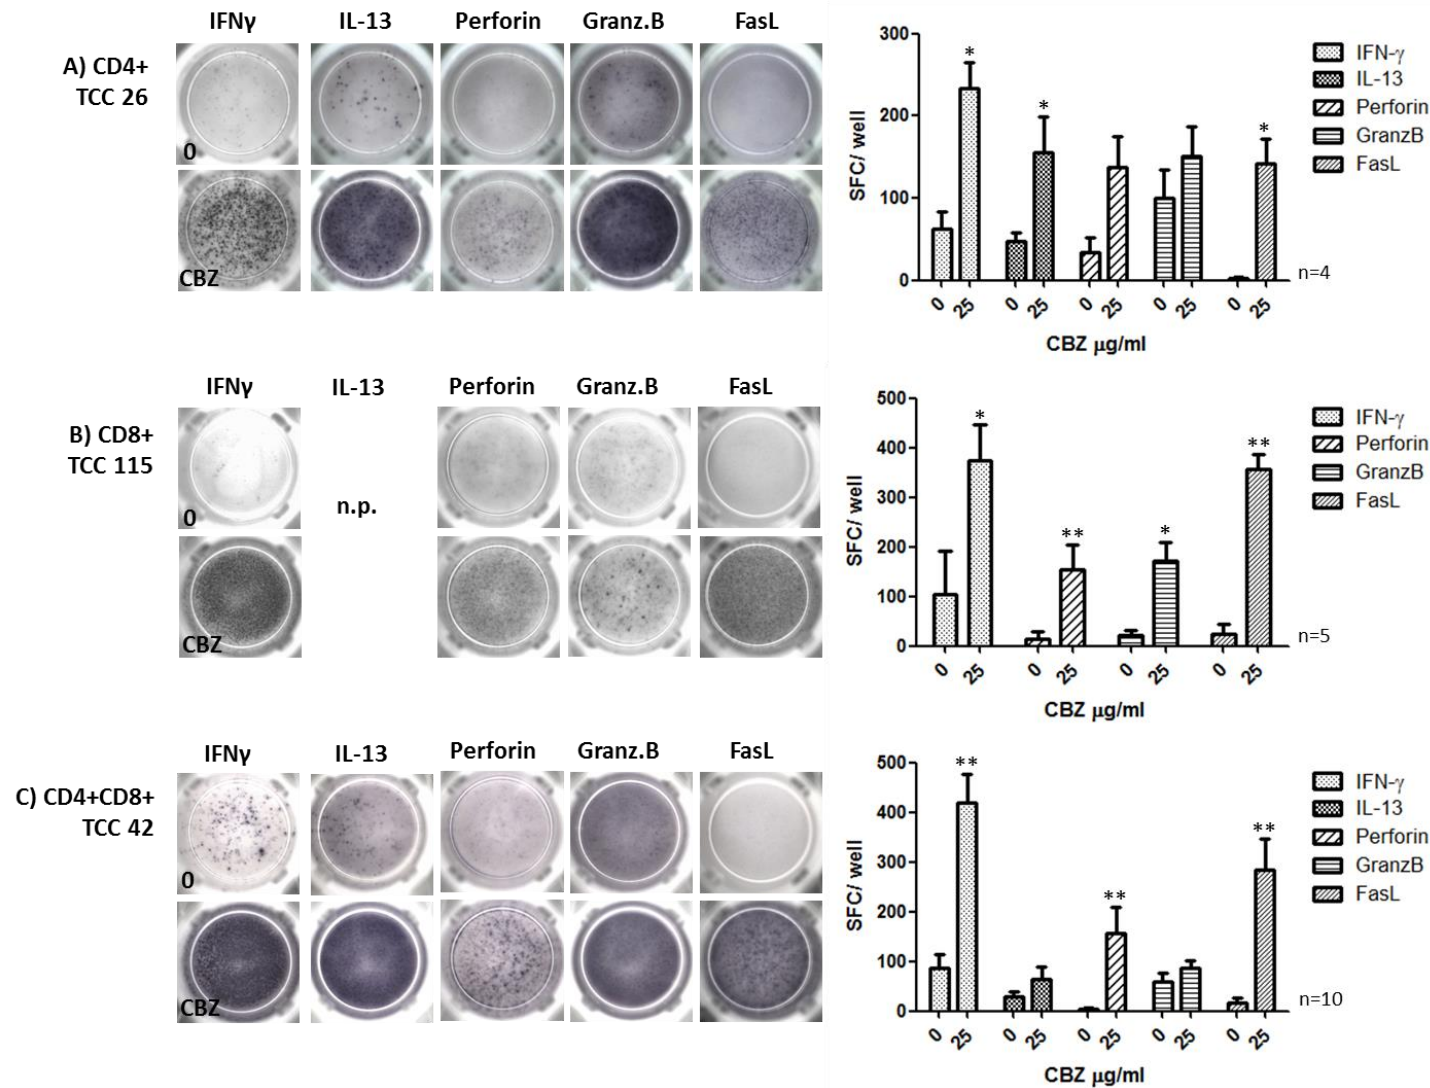 IFNγ IL-13 Perforin Granz.B FasL
A) CD4+
TCC 26
0
CBZ
300
200
100
0
SFC/ well
* * *
0 25 0 25 0 25 0 25 0 25
CBZ μg/ml
n=4
IFN-γ
IL-13
Perforin
GranzB
FasL
IFNγ IL-13 Perforin Granz.B FasL
B) CD8+
TCC 115
n.p.
0
CBZ
500
400
300
200
100
0
SFC/ well
* ** * **
0 25 0 25 0 25 0 25
CBZ μg/ml
n=5
IFN-γ
Perforin
GranzB
FasL
IFNγ IL-13 Perforin Granz.B FasL
C) CD4+CD8+
TCC 42
0
CBZ
500
400
300
200
100
0
SFC/ well
** ** **
0 25 0 25 0 25 0 25 0 25
CBZ μg/ml
n=10
IFN-γ
IL-13
Perforin
GranzB
FasL